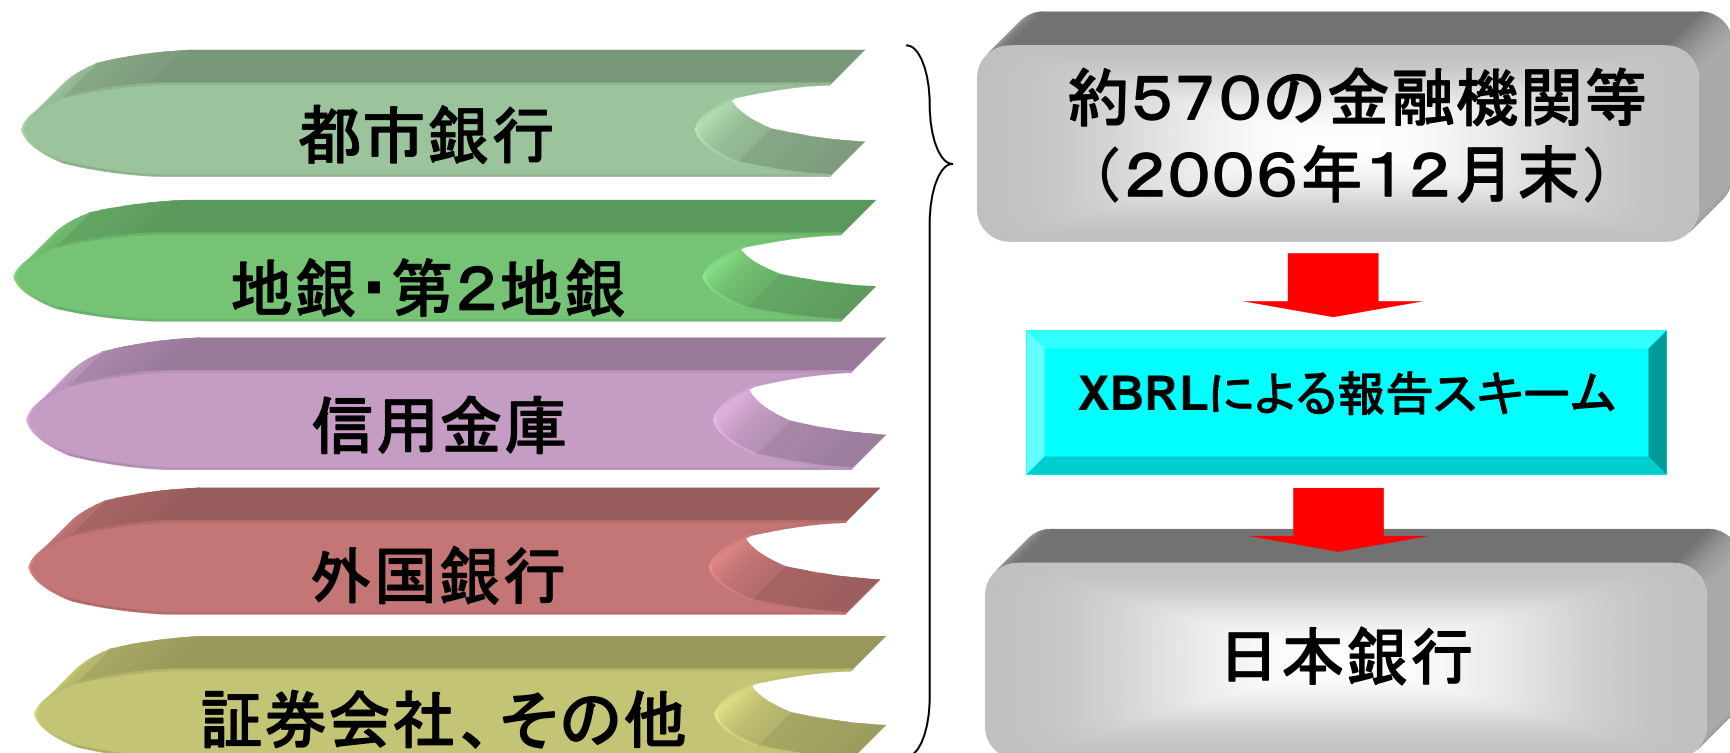 都市銀行
地銀・第２地銀
信用金庫
外国銀行
証券会社、その他
約５７０の金融機関等
（２００６年１２月末）
XBRLによる報告スキーム
日本銀行